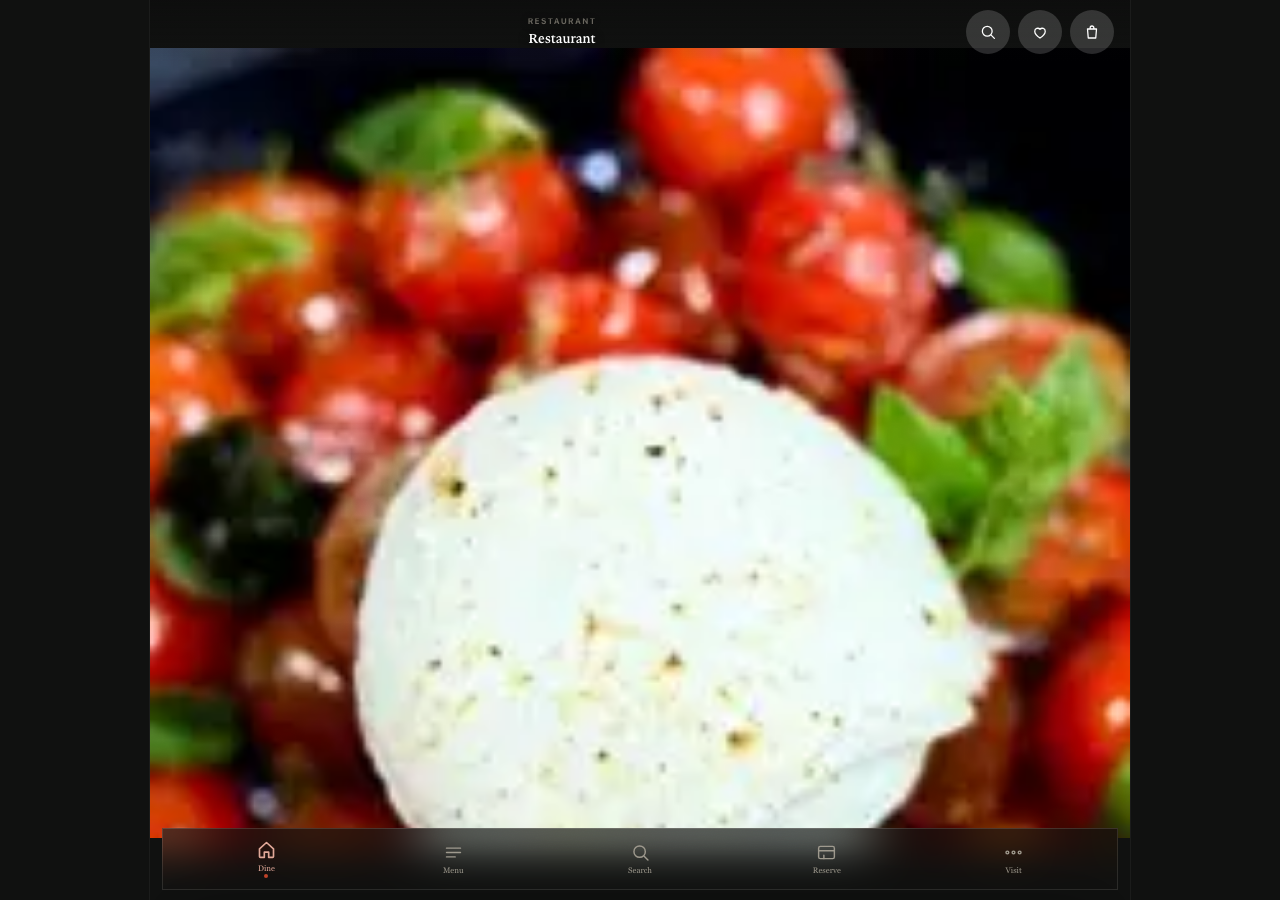 RESTAURANT
Restaurant
Dine
Menu
Search
Reserve
Visit